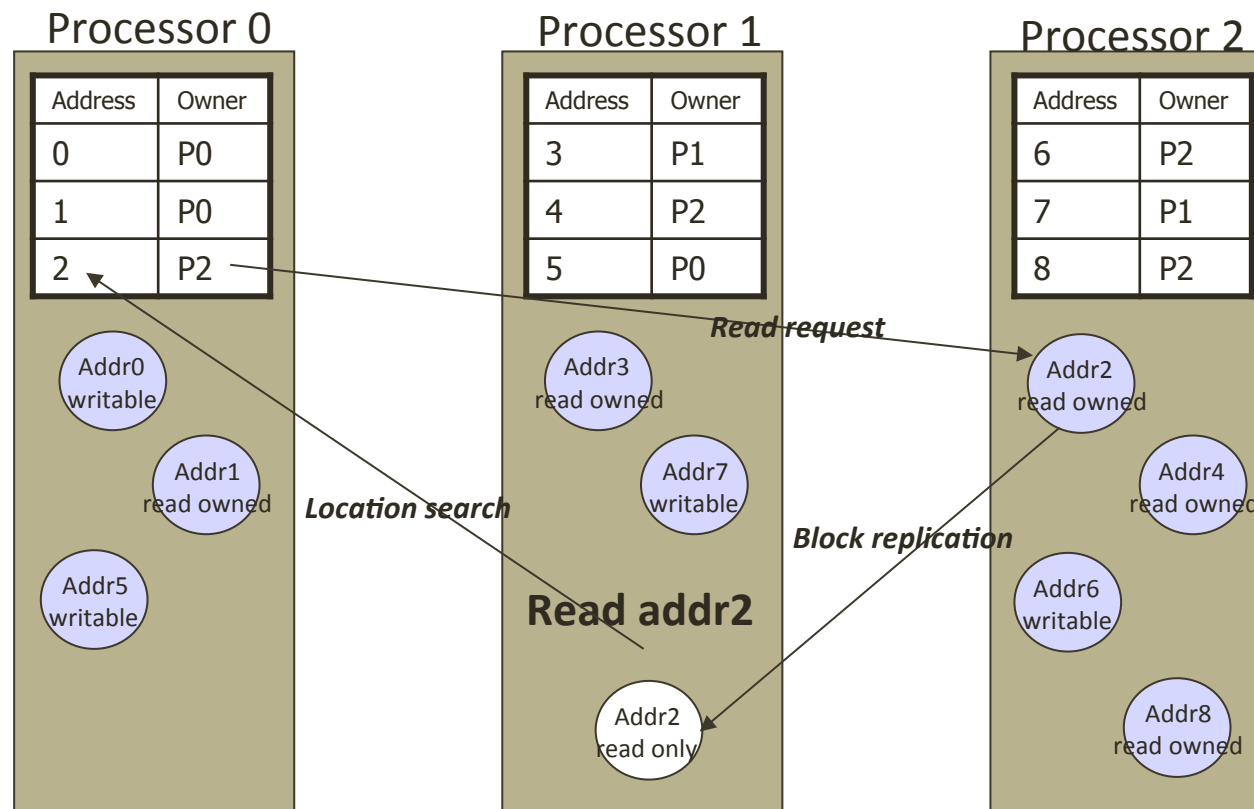 Processor 0
Address Owner
0 P0
1 P0
2 P2
Addr0
writable
Addr1
read owned
Addr5
writable
Location search
Processor 1
Address Owner
3 P1
4 P2
5 P0
Read request
Addr3
read owned
Addr7
writable
Block replication
Read addr2
Addr2
read only
Processor 2
Address Owner
6 P2
7 P1
8 P2
Addr2
read owned
Addr4
read owned
Addr6
writable
Addr8
read owned